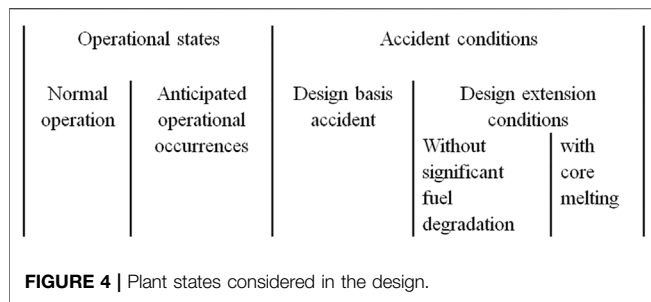 Operational states
Accident conditions
Normal
operation
Anticipated
operational
occurrences
Design basis
accident
Design extension
conditions
Without
significant
fuel
degradation
with
core
melting
FIGURE 4 | Plant states considered in the design.